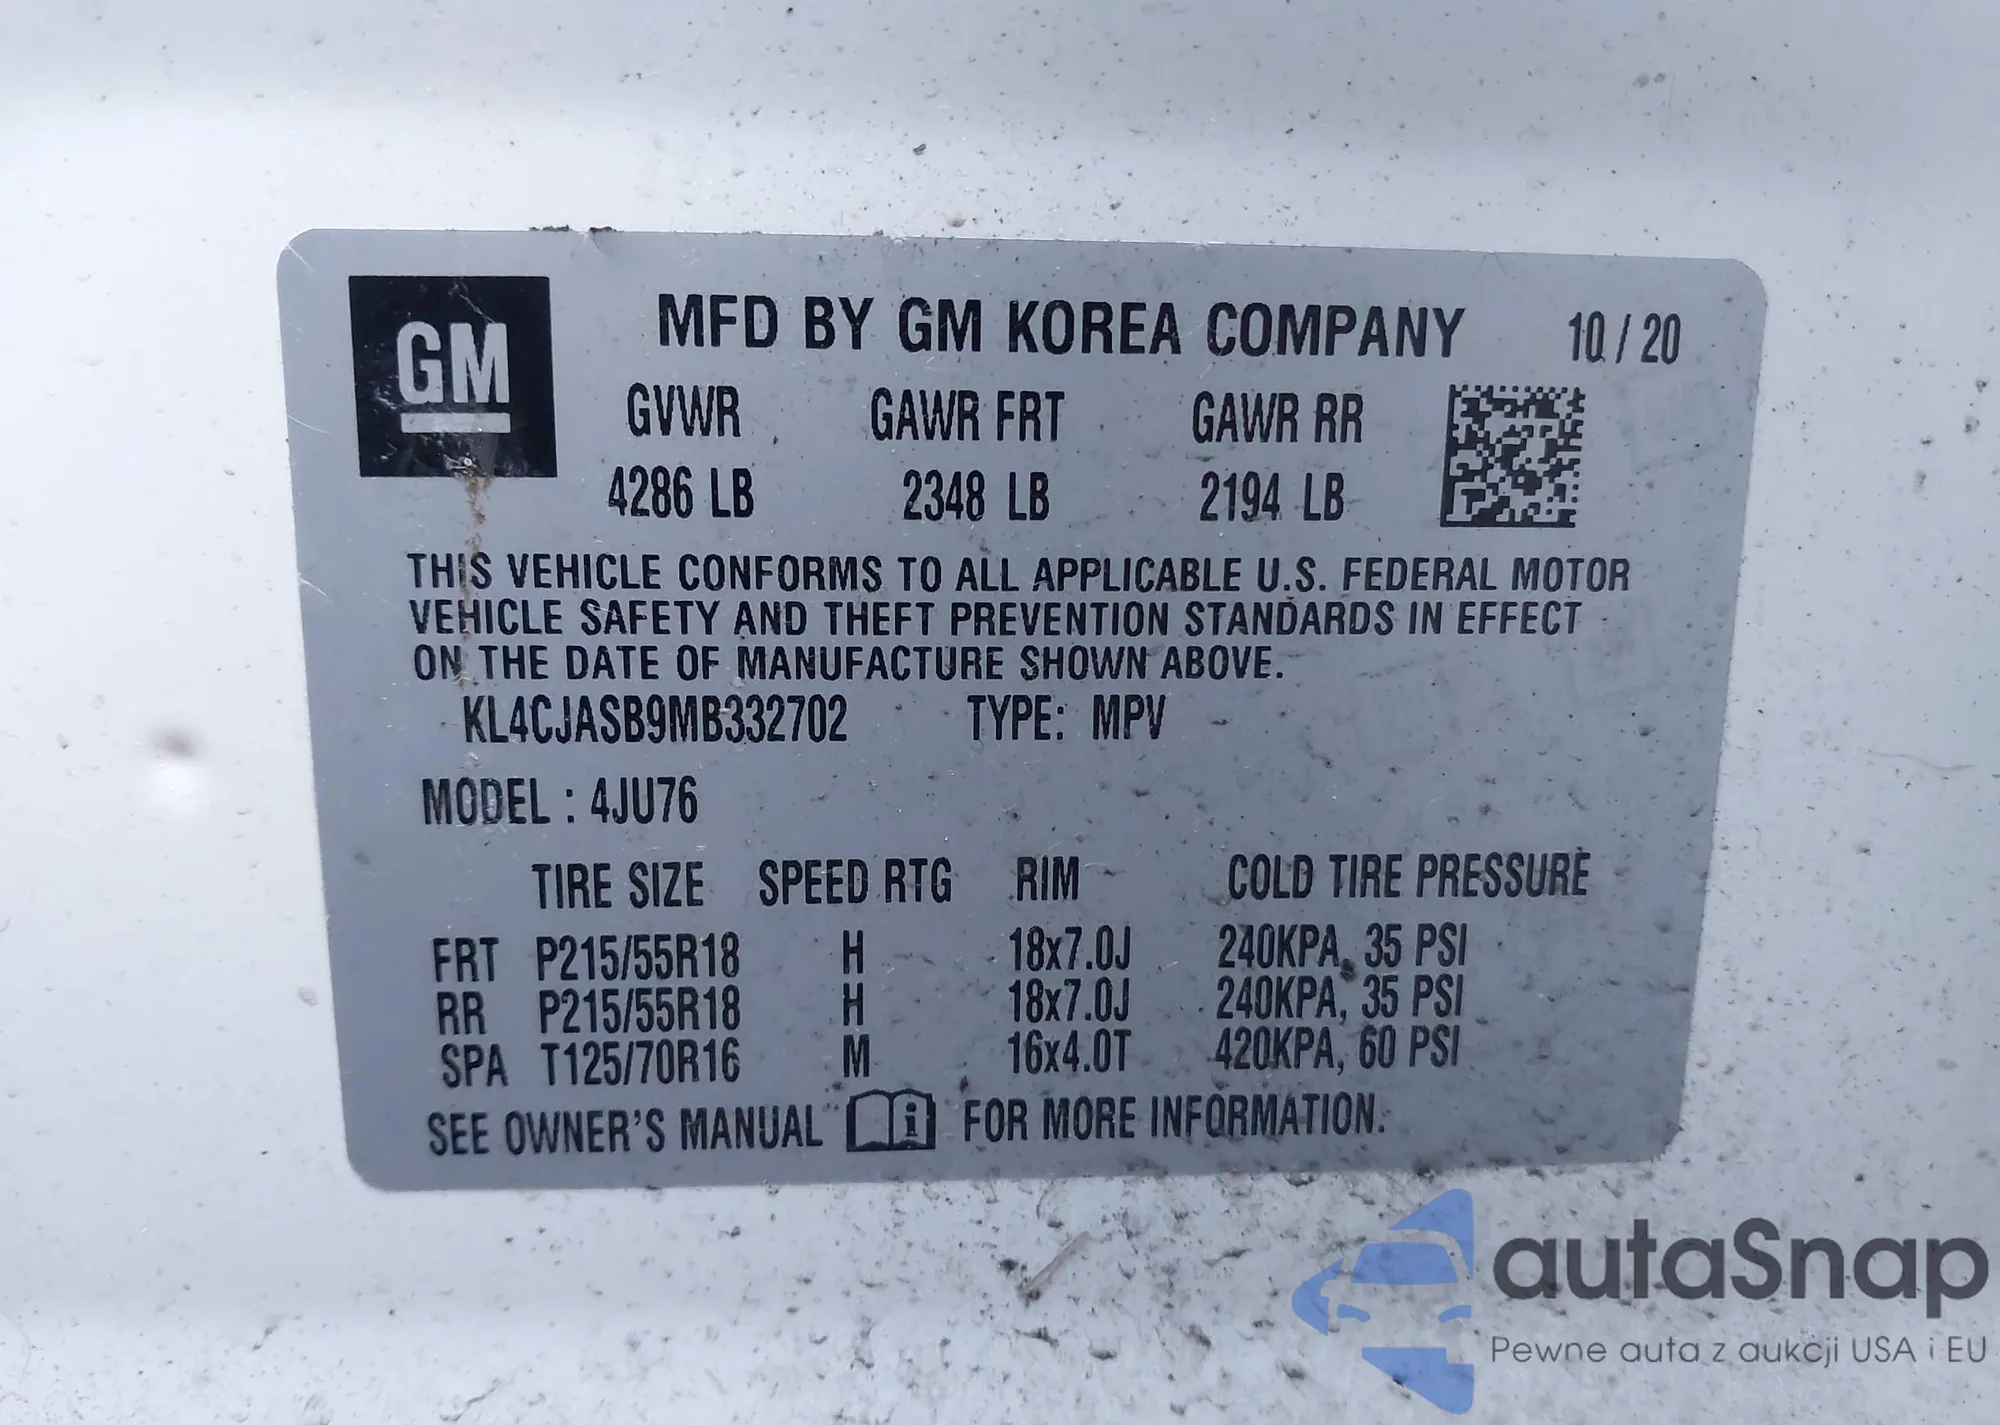 GM
MFD BY GM KOREA COMPANY 10/20
GVWR GAWR FRT GAWR RR
4286 LB 2348 LB 2194 LB
THIS VEHICLE CONFORMS TO ALL APPLICABLE U.S. FEDERAL MOTOR
VEHICLE SAFETY AND THEFT PREVENTION STANDARDS IN EFFECT
ON THE DATE OF MANUFACTURE SHOWN ABOVE.
KL4CJASB9MB332702 TYPE: MPV
MODEL : 4JU76
TIRE SIZE SPEED RTG RIM COLD TIRE PRESSURE
FRT P215/55R18 H 18x7.0J 240KPA, 35 PSI
RR P215/55R18 H 18x7.0J 240KPA, 35 PSI
SPA T125/70R16 M 16x4.0T 420KPA, 60 PSI
SEE OWNER'S MANUAL i FOR MORE INFORMATION.
autaSnap
Pewne auta z aukcji USA i EU